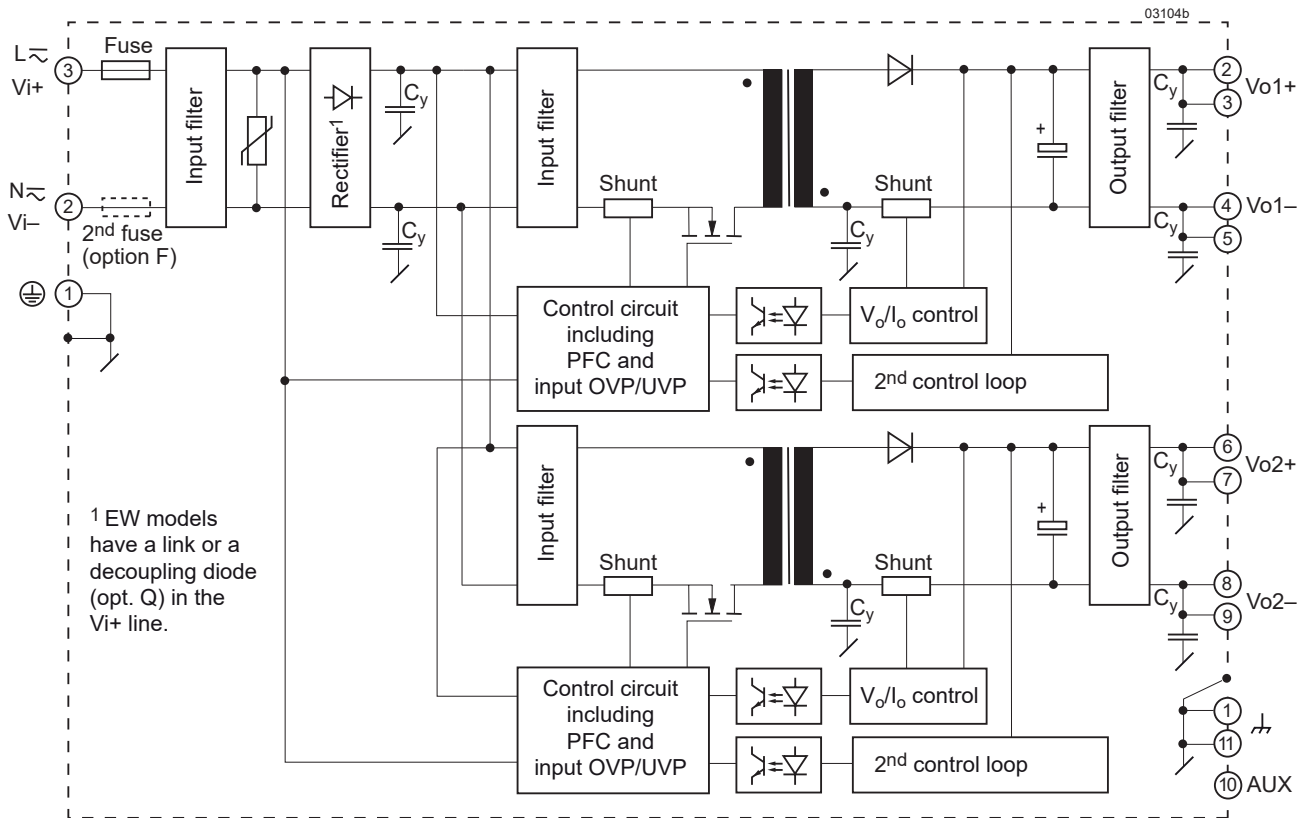 03104b
L
Vi+
3
Fuse
Input filter
Rectifier1
Cy
Input filter
Shunt
Shunt
+
Output filter
Cy
2
3
Vo1+
N
Vi–
2
2nd fuse
(option F)
Cy
Cy
Cy
4
5
Vo1–
1
Control circuit
including
PFC and
input OVP/UVP
Vo/Io control
2nd control loop
Input filter
Shunt
Shunt
+
Output filter
Cy
6
7
Vo2+
1 EW models
have a link or a
decoupling diode
(opt. Q) in the
Vi+ line.
Cy
Cy
8
9
Vo2–
Control circuit
including
PFC and
input OVP/UVP
Vo/Io control
2nd control loop
1
11
10
AUX